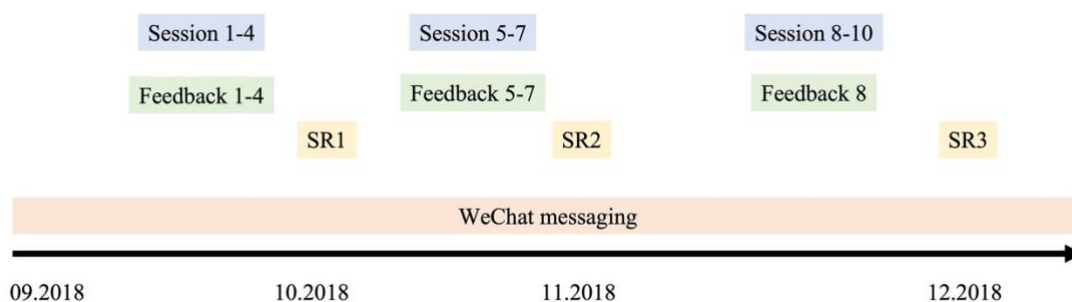 Session 1-4
Session 5-7
Session 8-10
Feedback 1-4
Feedback 5-7
Feedback 8
SR1
SR2
SR3
WeChat messaging
09.2018
10.2018
11.2018
12.2018